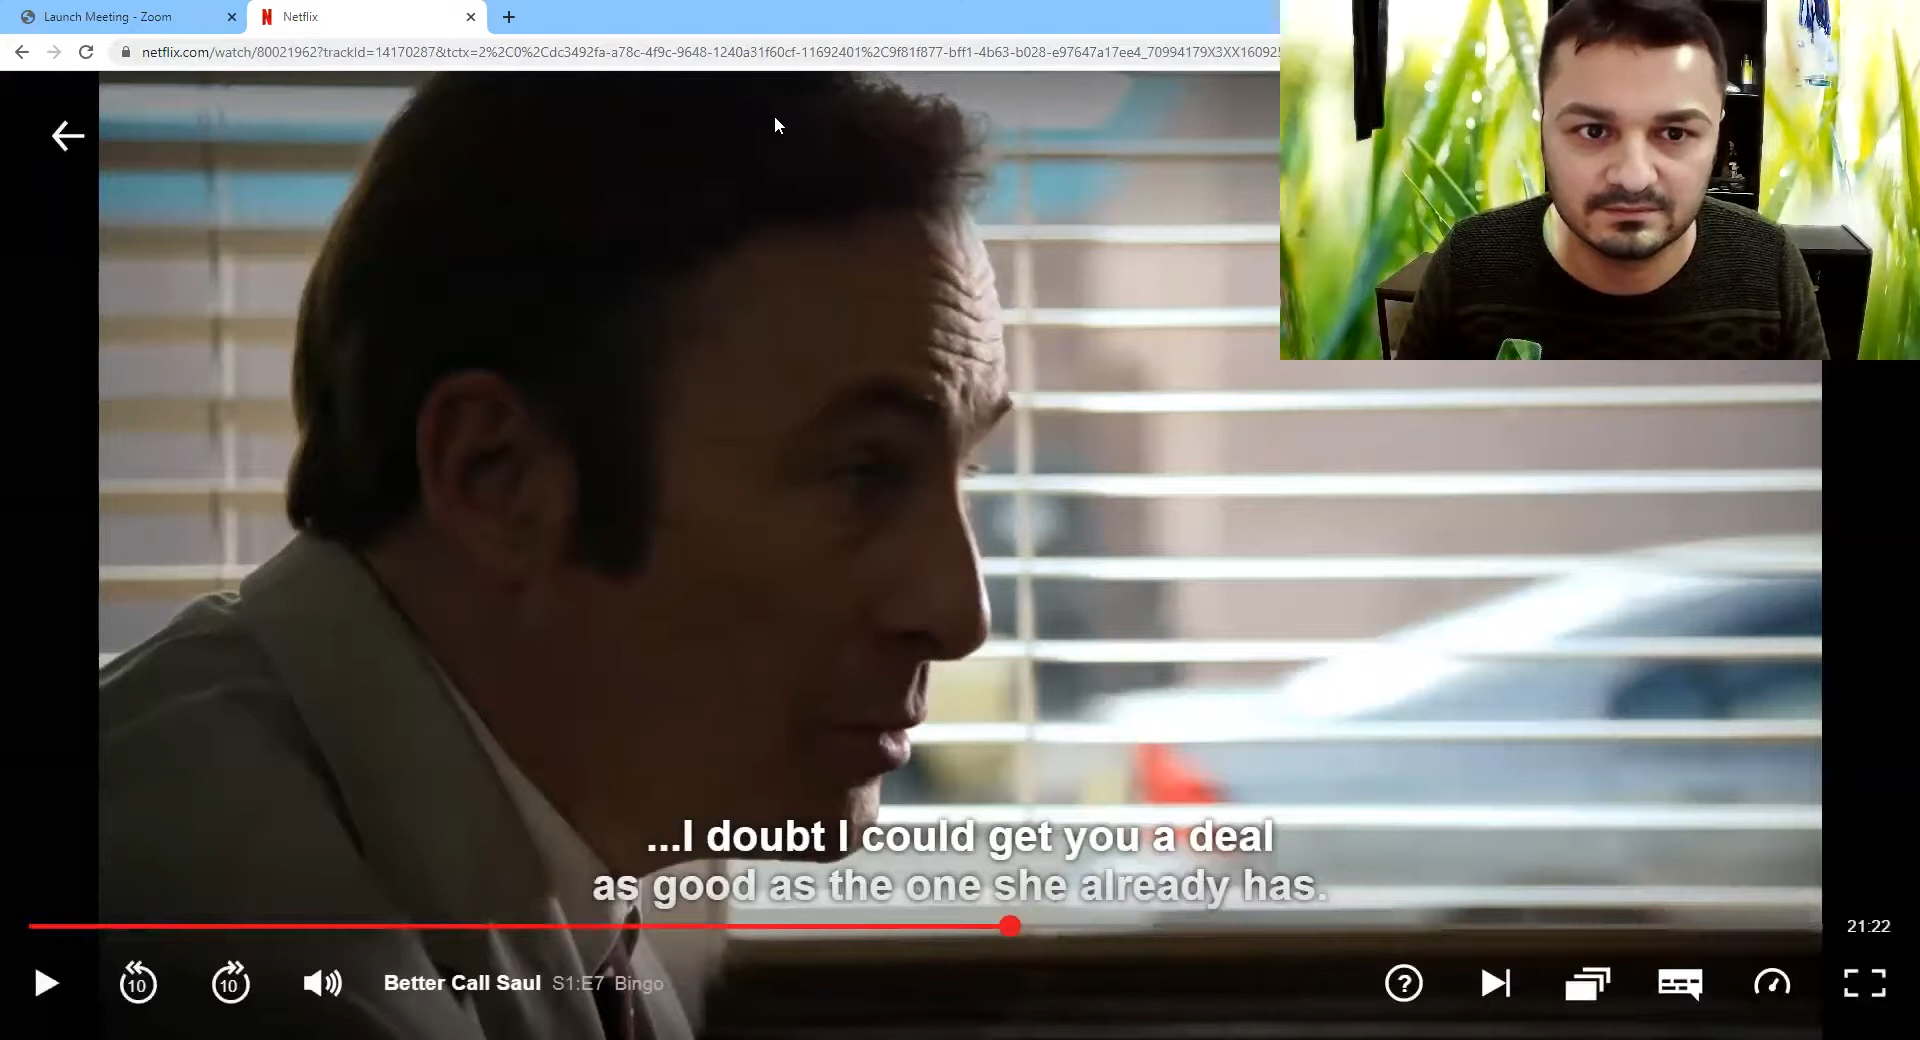 Launch Meeting - Zoom
Netflix
netflix.com/watch/80021962?trackId=14170287&tctx=2%2C0%2Cdc3492fa-a78c-4f9c-9648-1240a31f60cf-11692401%2C9f81f877-bff1-4b63-b028-e97647a17ee4_70994179X3XX16092
...I doubt I could get you a deal
as good as the one she already has.
21:22
10
10
Better Call Saul S1:E7 Bingo
?